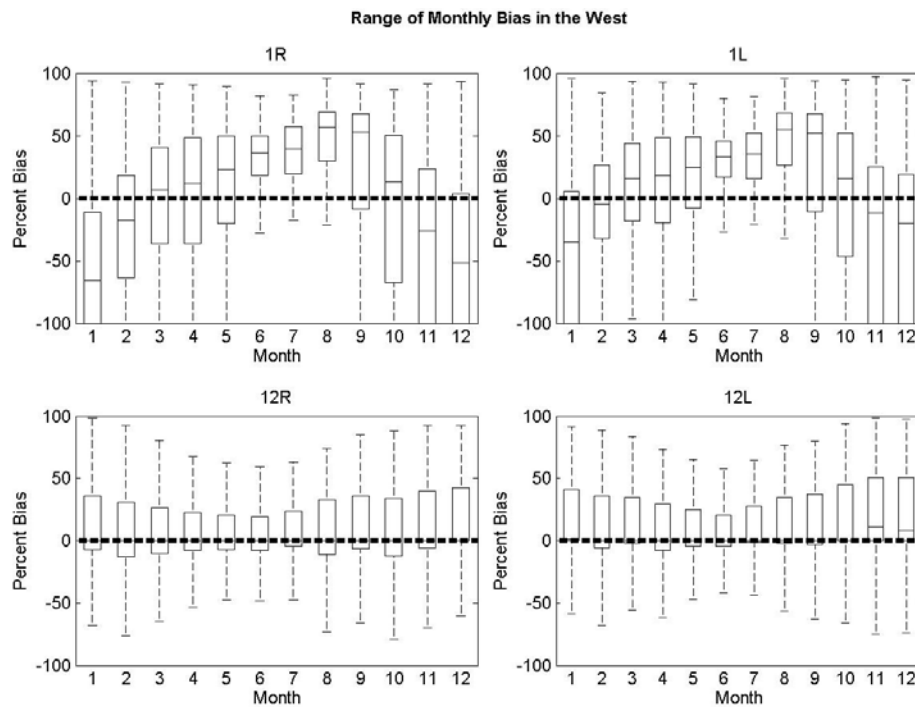 Range of Monthly Bias in the West
1R
100
50
0
-50
-100
Percent Bias
1 2 3 4 5 6 7 8 9 10 11 12
Month
1L
100
50
0
-50
-100
Percent Bias
1 2 3 4 5 6 7 8 9 10 11 12
Month
12R
100
50
0
-50
-100
Percent Bias
1 2 3 4 5 6 7 8 9 10 11 12
Month
12L
100
50
0
-50
-100
Percent Bias
1 2 3 4 5 6 7 8 9 10 11 12
Month